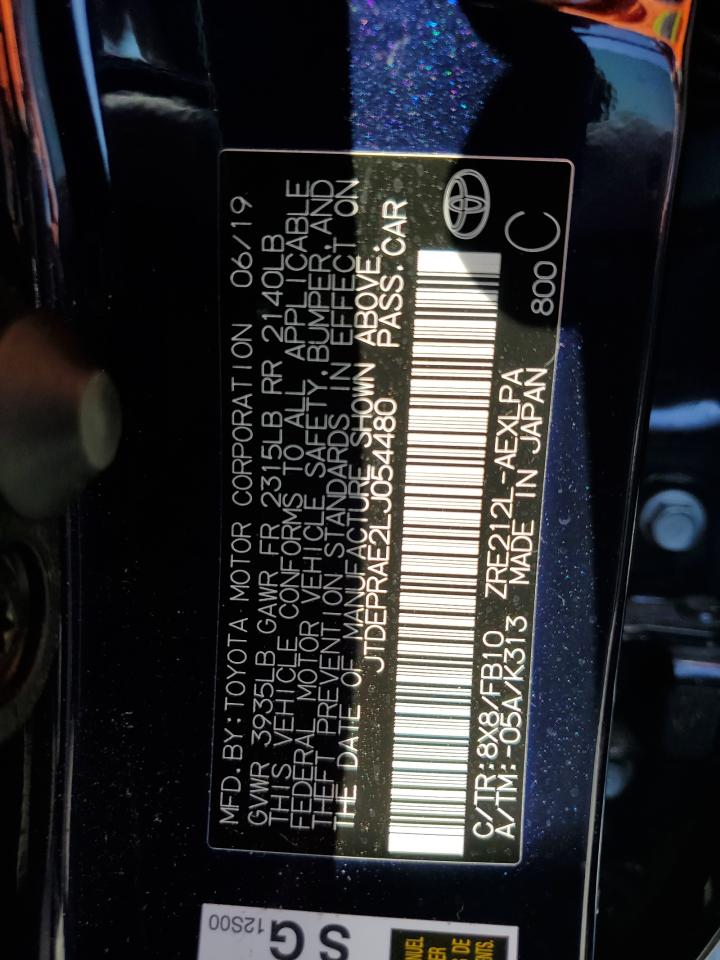 MFD. BY:TOYOTA MOTOR CORPORATION 06/19
GVWR 3935LB GAWR FR 2315LB RR 2140LB
THIS VEHICLE CONFORMS TO ALL APPLICABLE
FEDERAL MOTOR VEHICLE SAFETY, BUMPER, AND
THEFT PREVENTION STANDARDS IN EFFECT ON
THE DATE OF MANUFACTURE SHOWN ABOVE.
JTDEPRAE2LJ054480 PASS. CAR
C/TR:8X8/FB10 ZRE212L-AEXLPA
A/TM:-05A/K313 MADE IN JAPAN
800 C
12S00
SG